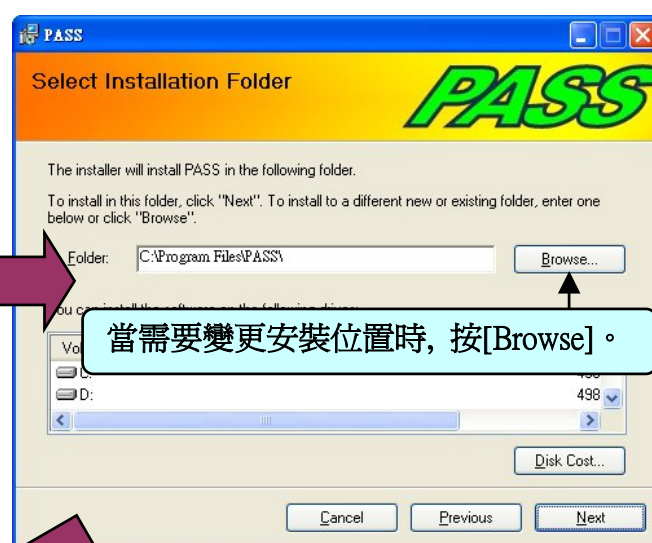 PASS
Select Installation Folder
PASS
The installer will install PASS in the following folder.
To install in this folder, click "Next". To install to a different new or existing folder, enter one
below or click "Browse".
Folder:
C:\Program Files\PASS\
Browse...
當需要變更安裝位置時, 按[Browse]。
D:
498
Disk Cost...
Cancel
Previous
Next